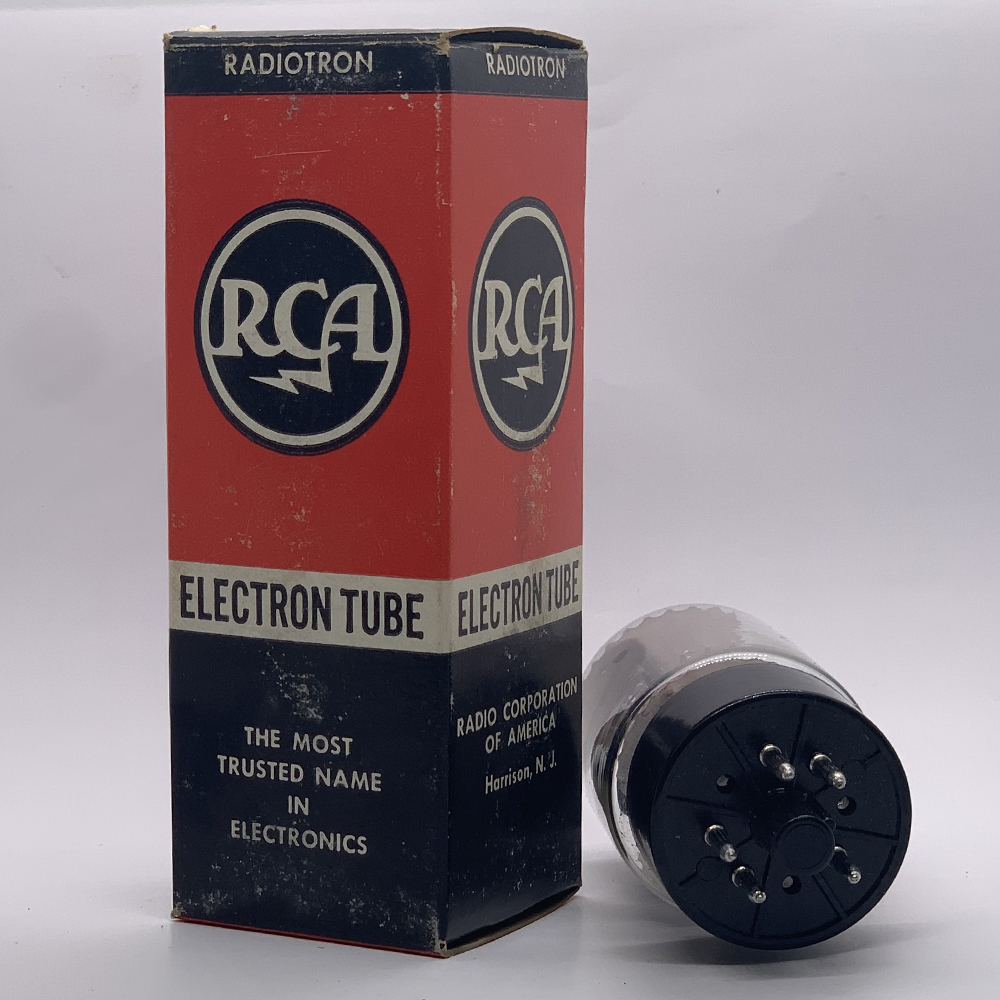 RADIOTRON
RCA
ELECTRON TUBE
THE MOST
TRUSTED NAME
IN
ELECTRONICS
RADIOTRON
RCA
ELECTRON TUBE
RADIO CORPORATION
OF AMERICA
Harrison, N. J.